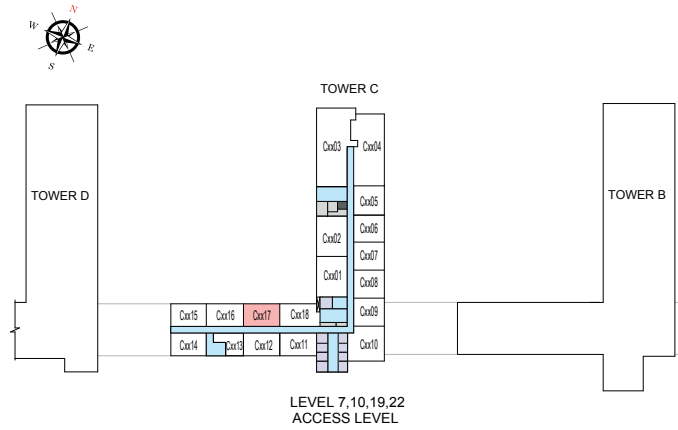 N
W
E
S
TOWER C
Cxx03
Cxx04
TOWER D
TOWER B
Cxx05
Cxx06
Cxx02
Cxx07
Cxx01
Cxx08
Cxx15 Cxx16 Cxx17 Cxx18
Cxx09
Cxx14 Cxx13 Cxx12 Cxx11
Cxx10
LEVEL 7,10,19,22
ACCESS LEVEL